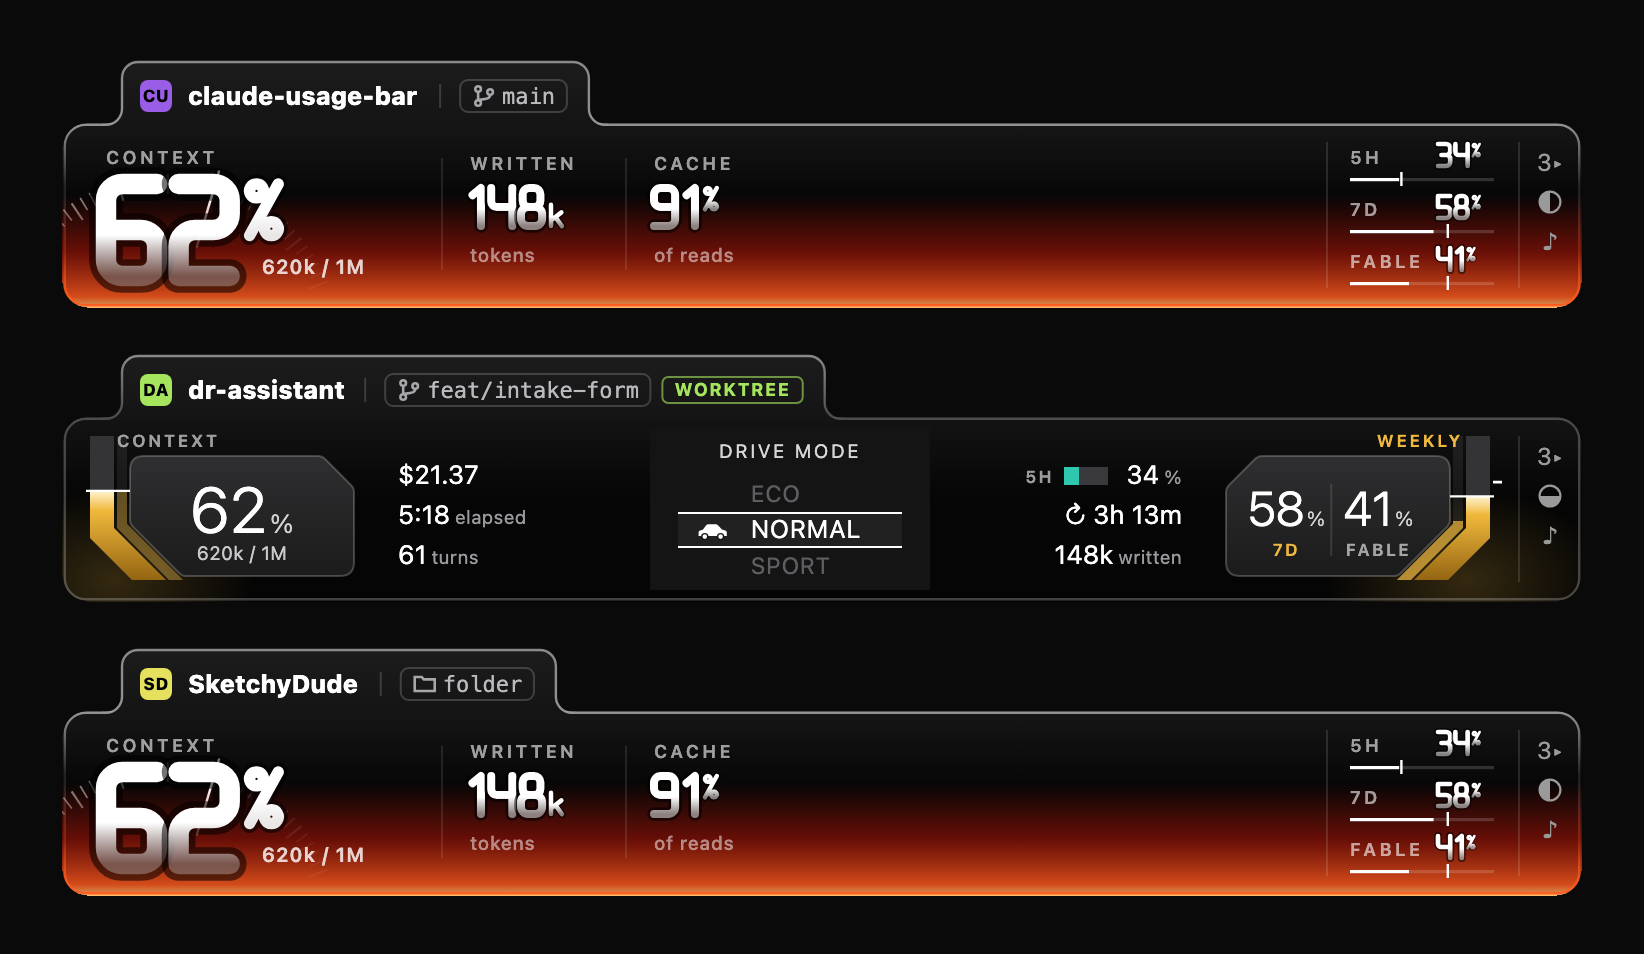 CU claude-usage-bar main
CONTEXT
62%
620k / 1M
WRITTEN
148k
tokens
CACHE
91%
of reads
5H 34%
7D 58%
FABLE 41%
3▸
♪
DA dr-assistant feat/intake-form WORKTREE
CONTEXT
62%
620k / 1M
$21.37
5:18 elapsed
61 turns
DRIVE MODE
ECO
NORMAL
SPORT
5H 34 %
3h 13m
148k written
WEEKLY
58% 41%
7D FABLE
3▸
♪
SD SketchyDude folder
CONTEXT
62%
620k / 1M
WRITTEN
148k
tokens
CACHE
91%
of reads
5H 34%
7D 58%
FABLE 41%
3▸
♪